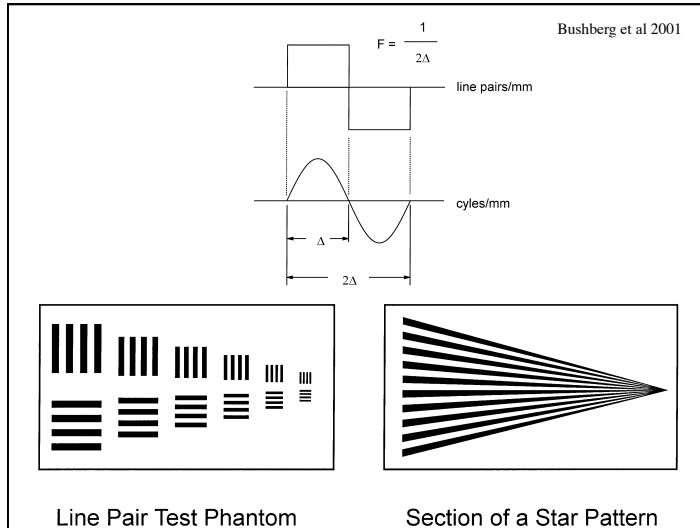 Bushberg et al 2001
F = 1
2Δ
line pairs/mm
cyles/mm
Δ
2Δ
Line Pair Test Phantom
Section of a Star Pattern